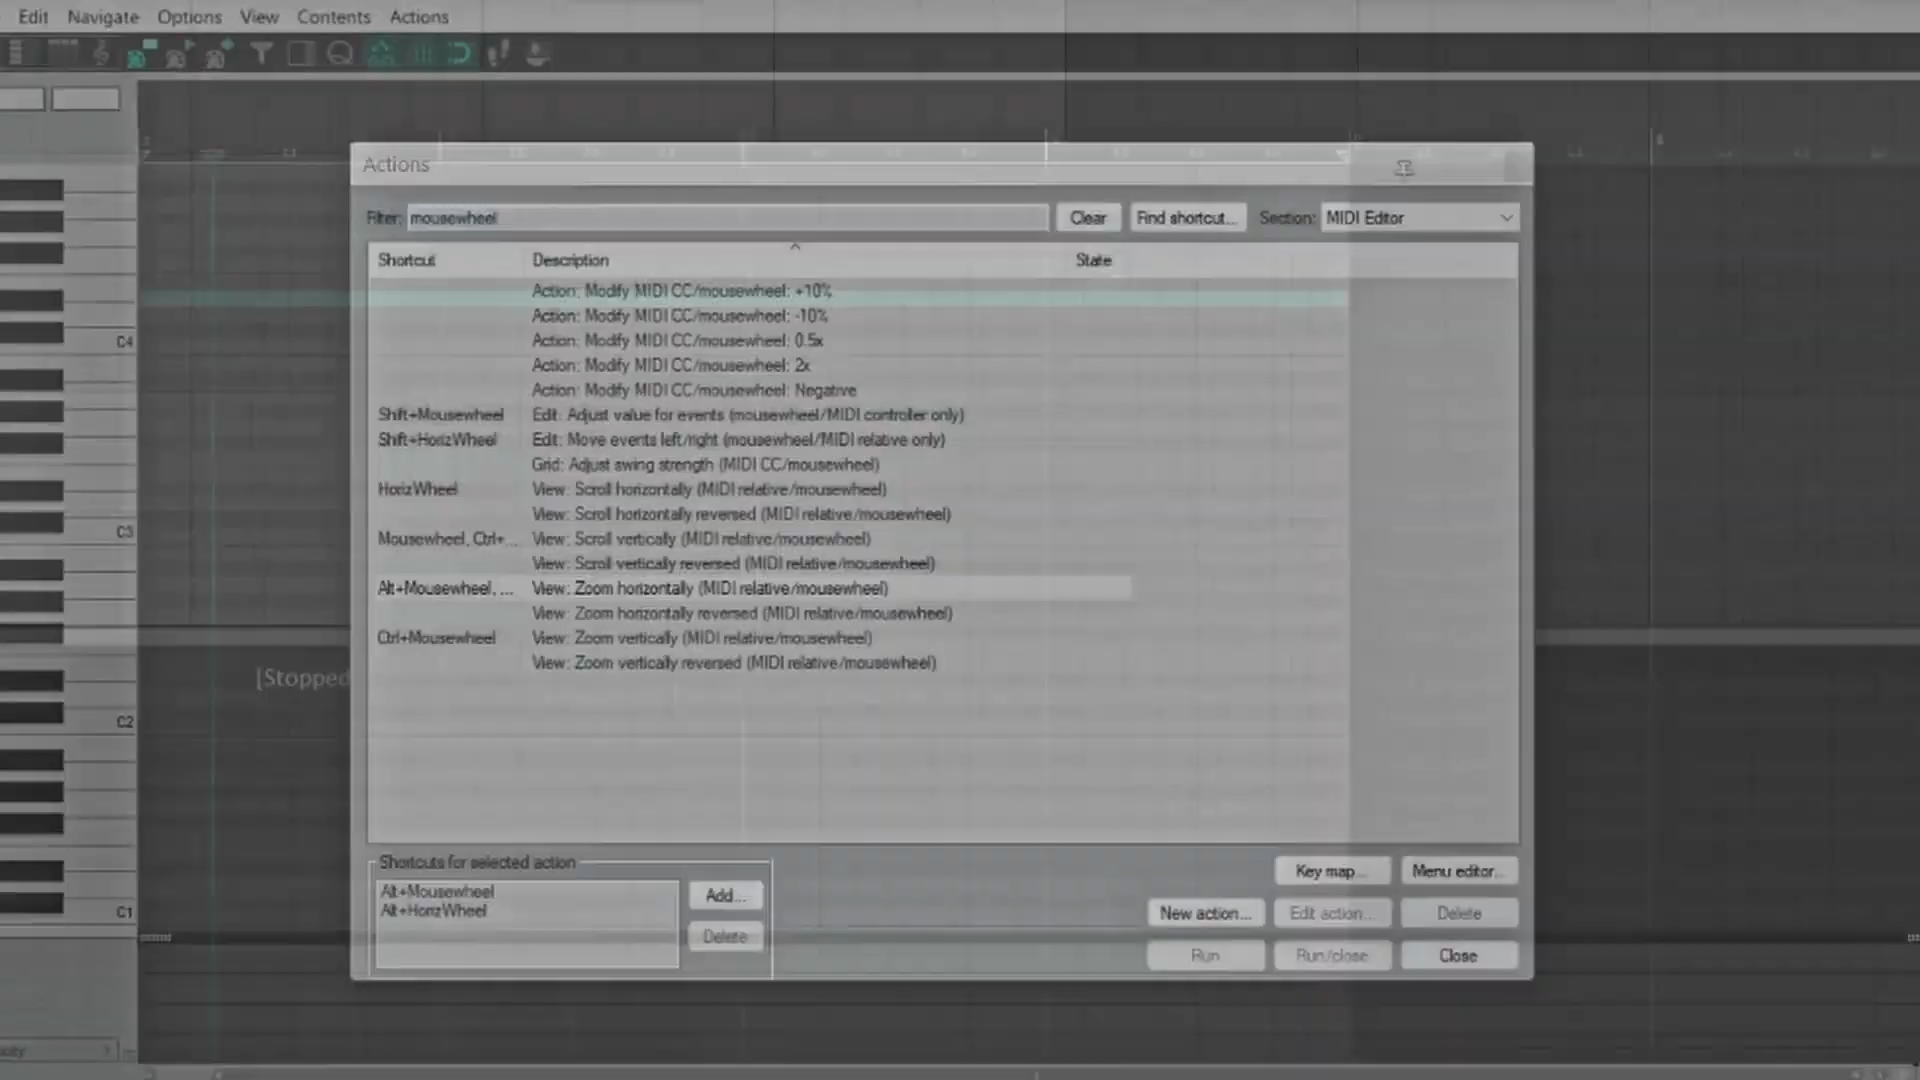 Edit Navigate Options View Contents Actions
Actions
Filter: mousewheel Clear Find shortcut... Section: MIDI Editor
Shortcut Description State
Action: Modify MIDI CC/mousewheel: +10%
Action: Modify MIDI CC/mousewheel: -10%
Action: Modify MIDI CC/mousewheel: 0.5x
Action: Modify MIDI CC/mousewheel: 2x
Action: Modify MIDI CC/mousewheel: Negative
Shift+Mousewheel Edit: Adjust value for events (mousewheel/MIDI controller only)
Shift+HorizWheel Edit: Move events left/right (mousewheel/MIDI relative only)
Grid: Adjust swing strength (MIDI CC/mousewheel)
HorizWheel View: Scroll horizontally (MIDI relative/mousewheel)
View: Scroll horizontally reversed (MIDI relative/mousewheel)
Mousewheel, Ctrl+... View: Scroll vertically (MIDI relative/mousewheel)
View: Scroll vertically reversed (MIDI relative/mousewheel)
Alt+Mousewheel, ... View: Zoom horizontally (MIDI relative/mousewheel)
View: Zoom horizontally reversed (MIDI relative/mousewheel)
Ctrl+Mousewheel View: Zoom vertically (MIDI relative/mousewheel)
View: Zoom vertically reversed (MIDI relative/mousewheel)
C4
C3
[Stopped
C2
C1
Shortcuts for selected action
Alt+Mousewheel
Alt+HorizWheel
Add...
Delete
Key map... Menu editor...
New action... Edit action... Delete
Run Run/close Close